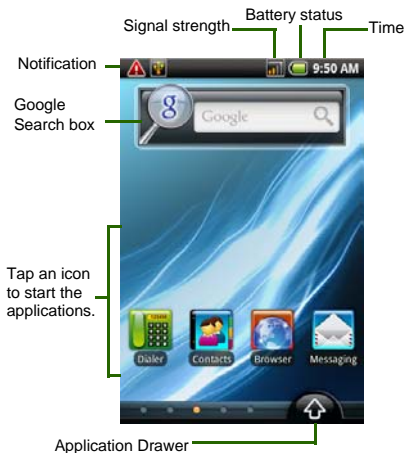 Battery status
Signal strength
Time
Notification
9:50 AM
Google
Search box
g
Google
Tap an icon
to start the
applications.
123456
Dialer
Contacts
Browser
Messaging
Application Drawer